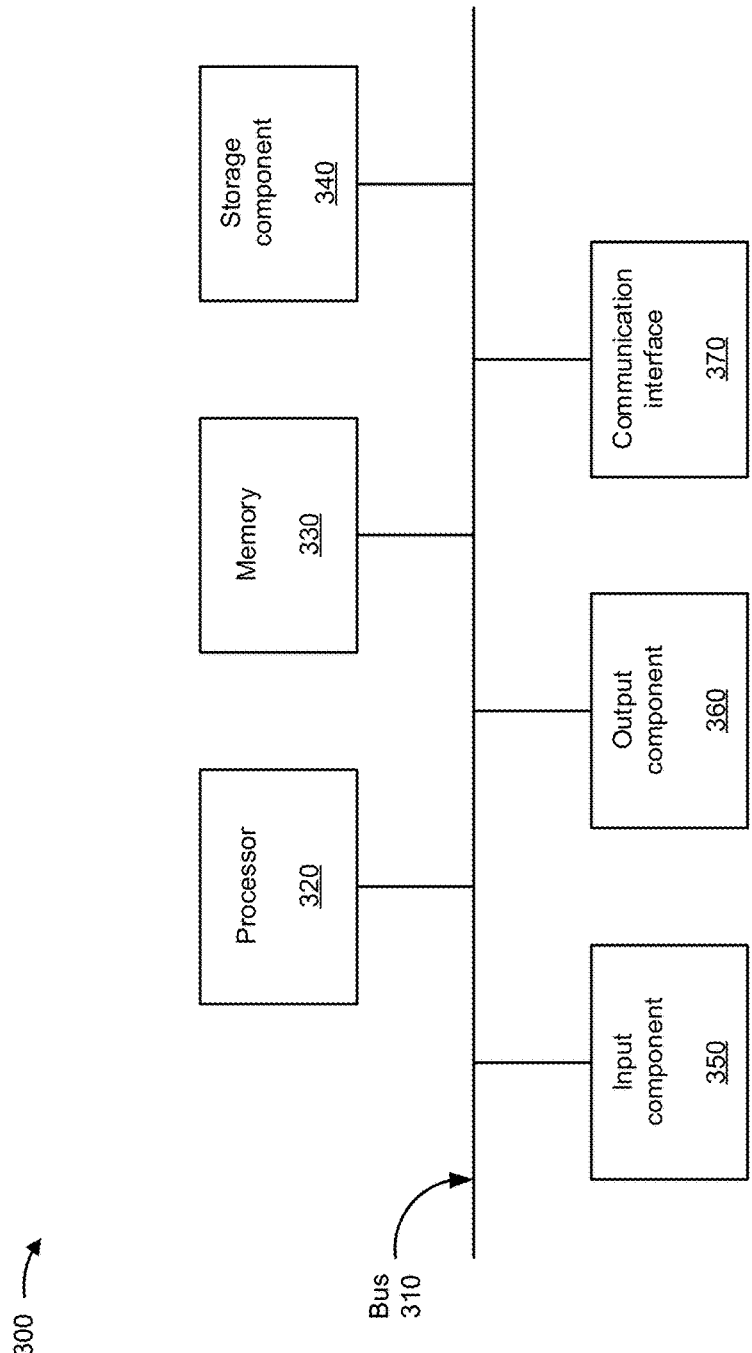 300
Bus
310
Processor
320
Memory
330
Storage
component
340
Input
component
350
Output
component
360
Communication
interface
370